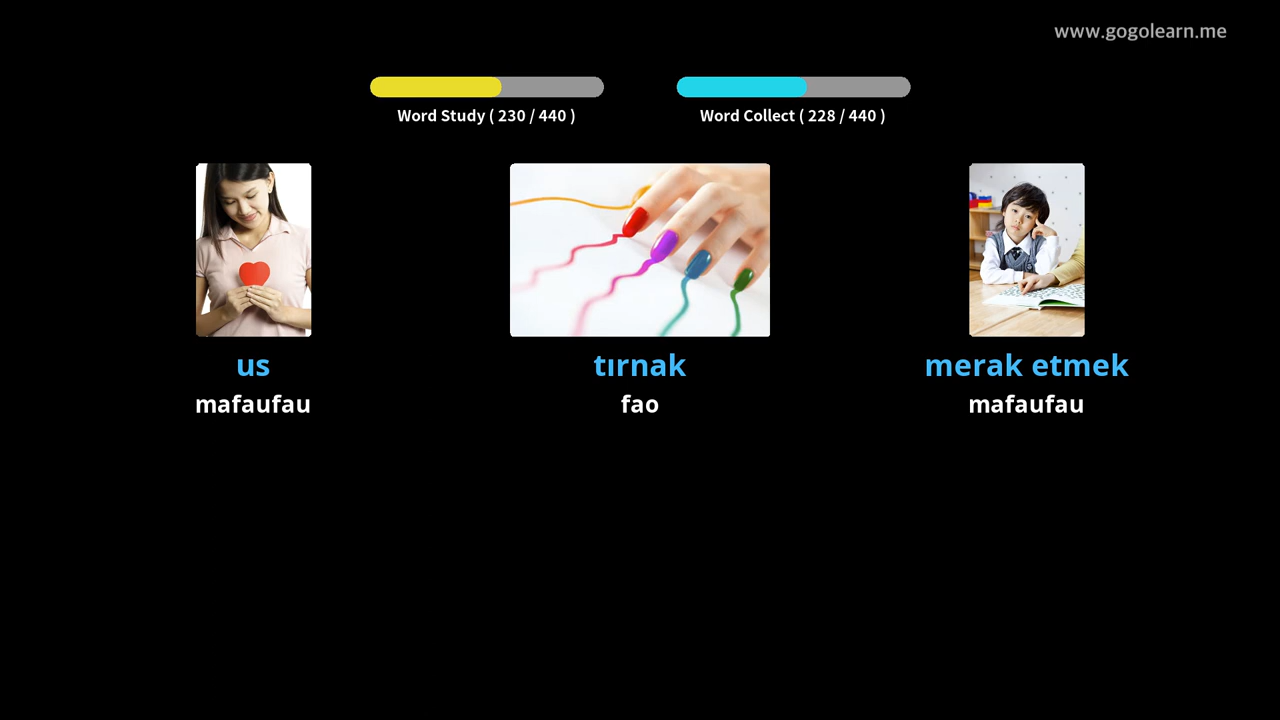 www.gogolearn.me
Word Study ( 230 / 440 )
Word Collect ( 228 / 440 )
us
tırnak
merak etmek
mafaufau
fao
mafaufau